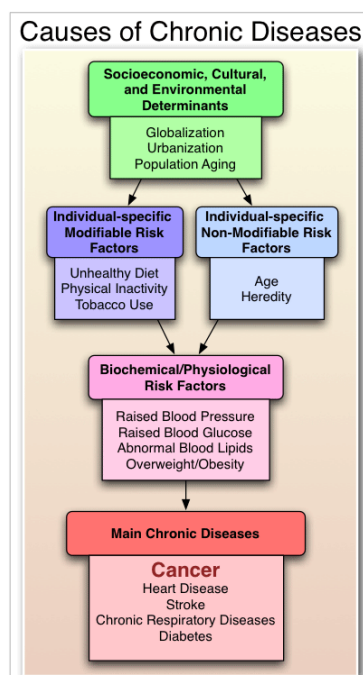 Causes of Chronic Diseases
Socioeconomic, Cultural,
and Environmental
Determinants
Globalization
Urbanization
Population Aging
Individual-specific
Modifiable Risk
Factors
Unhealthy Diet
Physical Inactivity
Tobacco Use
Individual-specific
Non-Modifiable Risk
Factors
Age
Heredity
Biochemical/Physiological
Risk Factors
Raised Blood Pressure
Raised Blood Glucose
Abnormal Blood Lipids
Overweight/Obesity
Main Chronic Diseases
Cancer
Heart Disease
Stroke
Chronic Respiratory Diseases
Diabetes